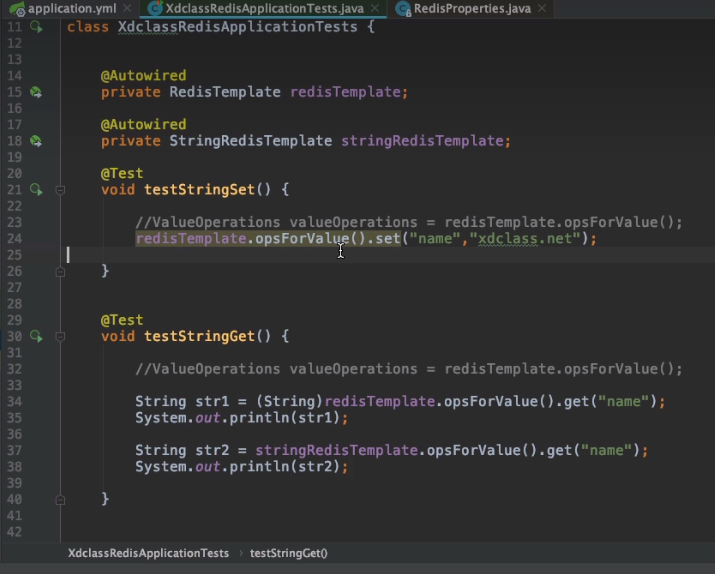 application.yml XdclassRedisApplicationTests.java RedisProperties.java
11 class XdclassRedisApplicationTests {
12
13
14 @Autowired
15 private RedisTemplate redisTemplate;
16
17 @Autowired
18 private StringRedisTemplate stringRedisTemplate;
19
20 @Test
21 void testStringSet() {
22
23 //ValueOperations valueOperations = redisTemplate.opsForValue();
24 redisTemplate.opsForValue().set("name","xdclass.net");
25
26 }
27
28
29 @Test
30 void testStringGet() {
31
32 //ValueOperations valueOperations = redisTemplate.opsForValue();
33
34 String str1 = (String)redisTemplate.opsForValue().get("name");
35 System.out.println(str1);
36
37 String str2 = stringRedisTemplate.opsForValue().get("name");
38 System.out.println(str2);
39
40 }
41
42
XdclassRedisApplicationTests › testStringGet()